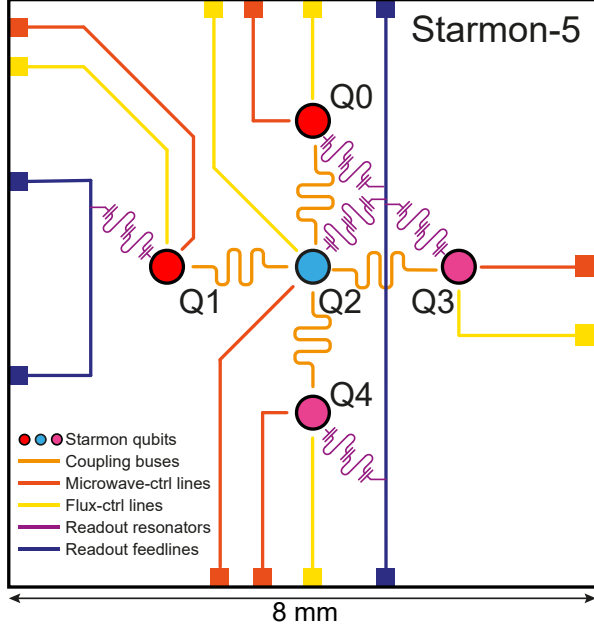 Starmon-5
Q0
Q1
Q2
Q3
Q4
Starmon qubits
Coupling buses
Microwave-ctrl lines
Flux-ctrl lines
Readout resonators
Readout feedlines
8 mm